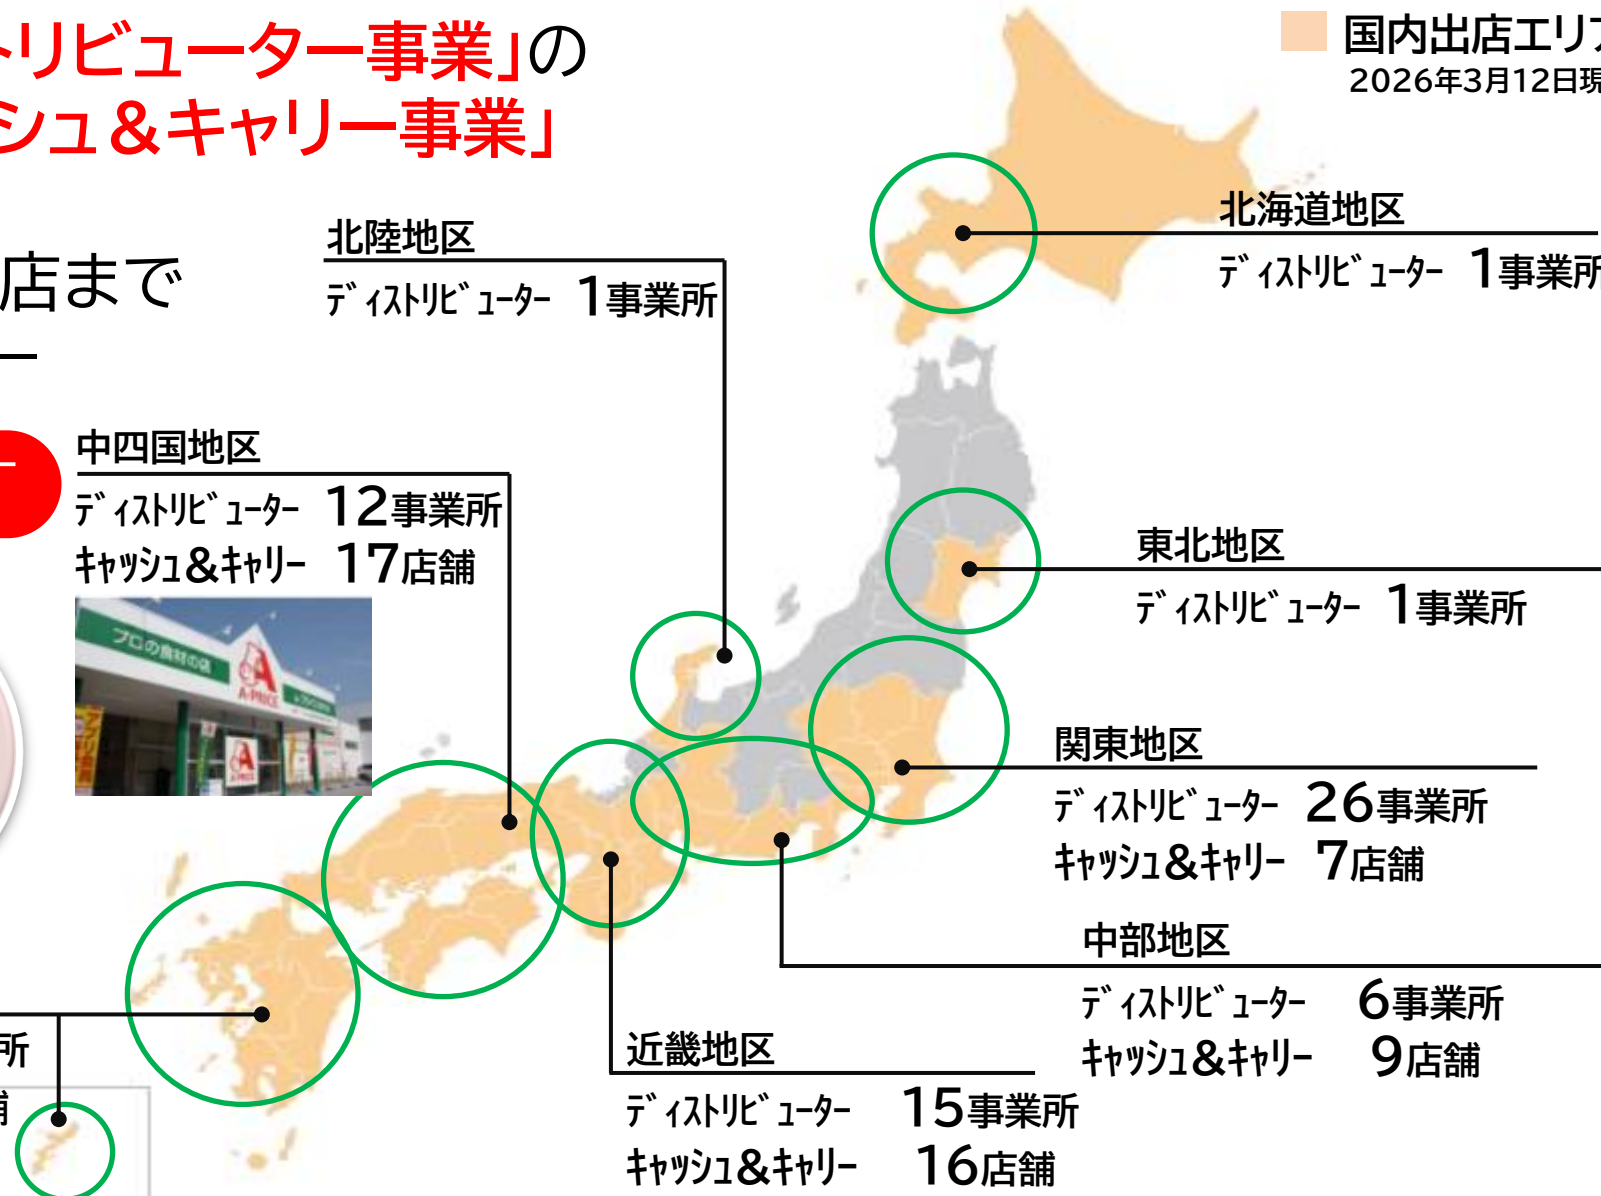 トリビューター事業」の
シュ&キャリー事業」
国内出店エリア
2026年3月12日現
店まで
北陸地区
ディストリビューター 1事業所
北海道地区
ディストリビューター 1事業所
中四国地区
ディストリビューター 12事業所
キャッシュ&キャリー 17店舗
プロの食材の店
A-PRICE
東北地区
ディストリビューター 1事業所
関東地区
ディストリビューター 26事業所
キャッシュ&キャリー 7店舗
中部地区
ディストリビューター 6事業所
キャッシュ&キャリー 9店舗
所
舗
近畿地区
ディストリビューター 15事業所
キャッシュ&キャリー 16店舗